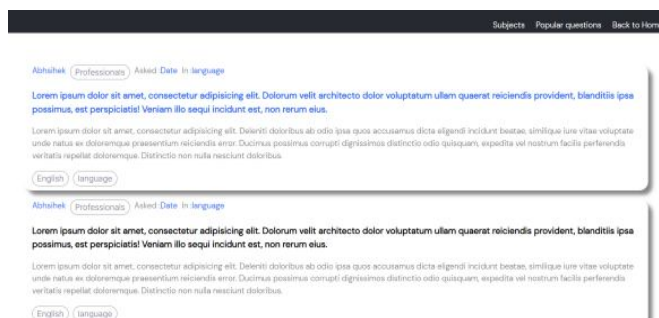 Subjects Popular questions Back to Hom
Abhsihek Professionals Asked :Date In :language
Lorem ipsum dolor sit amet, consectetur adipisicing elit. Dolorum velit architecto dolor voluptatum ullam quaerat reiciendis provident, blanditiis ipsa
possimus, est perspiciatis! Veniam illo sequi incidunt est, non rerum eius.
Lorem ipsum dolor sit amet, consectetur adipisicing elit. Deleniti doloribus ab odio ipsa quos accusamus dicta eligendi incidunt beatae, similique iure vitae voluptate
unde natus ex doloremque praesentium reiciendis error. Ducimus possimus corrupti dignissimos distinctio odio quisquam, expedita vel nostrum facilis perferendis
veritatis repellat doloremque. Distinctio non nulla nesciunt doloribus.
English language
Abhsihek Professionals Asked :Date In :language
Lorem ipsum dolor sit amet, consectetur adipisicing elit. Dolorum velit architecto dolor voluptatum ullam quaerat reiciendis provident, blanditiis ipsa
possimus, est perspiciatis! Veniam illo sequi incidunt est, non rerum eius.
Lorem ipsum dolor sit amet, consectetur adipisicing elit. Deleniti doloribus ab odio ipsa quos accusamus dicta eligendi incidunt beatae, similique iure vitae voluptate
unde natus ex doloremque praesentium reiciendis error. Ducimus possimus corrupti dignissimos distinctio odio quisquam, expedita vel nostrum facilis perferendis
veritatis repellat doloremque. Distinctio non nulla nesciunt doloribus.
English language